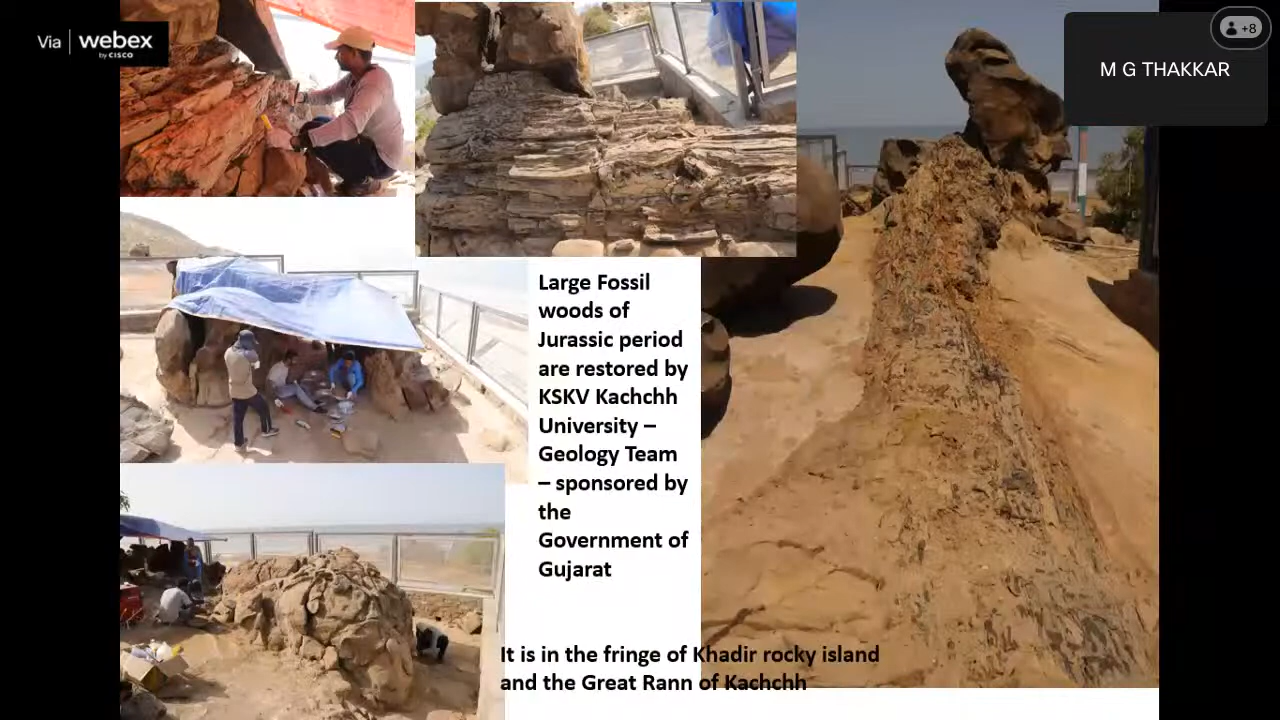 Via webex
by CISCO
+8
M G THAKKAR
Large Fossil
woods of
Jurassic period
are restored by
KSKV Kachchh
University –
Geology Team
– sponsored by
the
Government of
Gujarat
It is in the fringe of Khadir rocky island
and the Great Rann of Kachchh